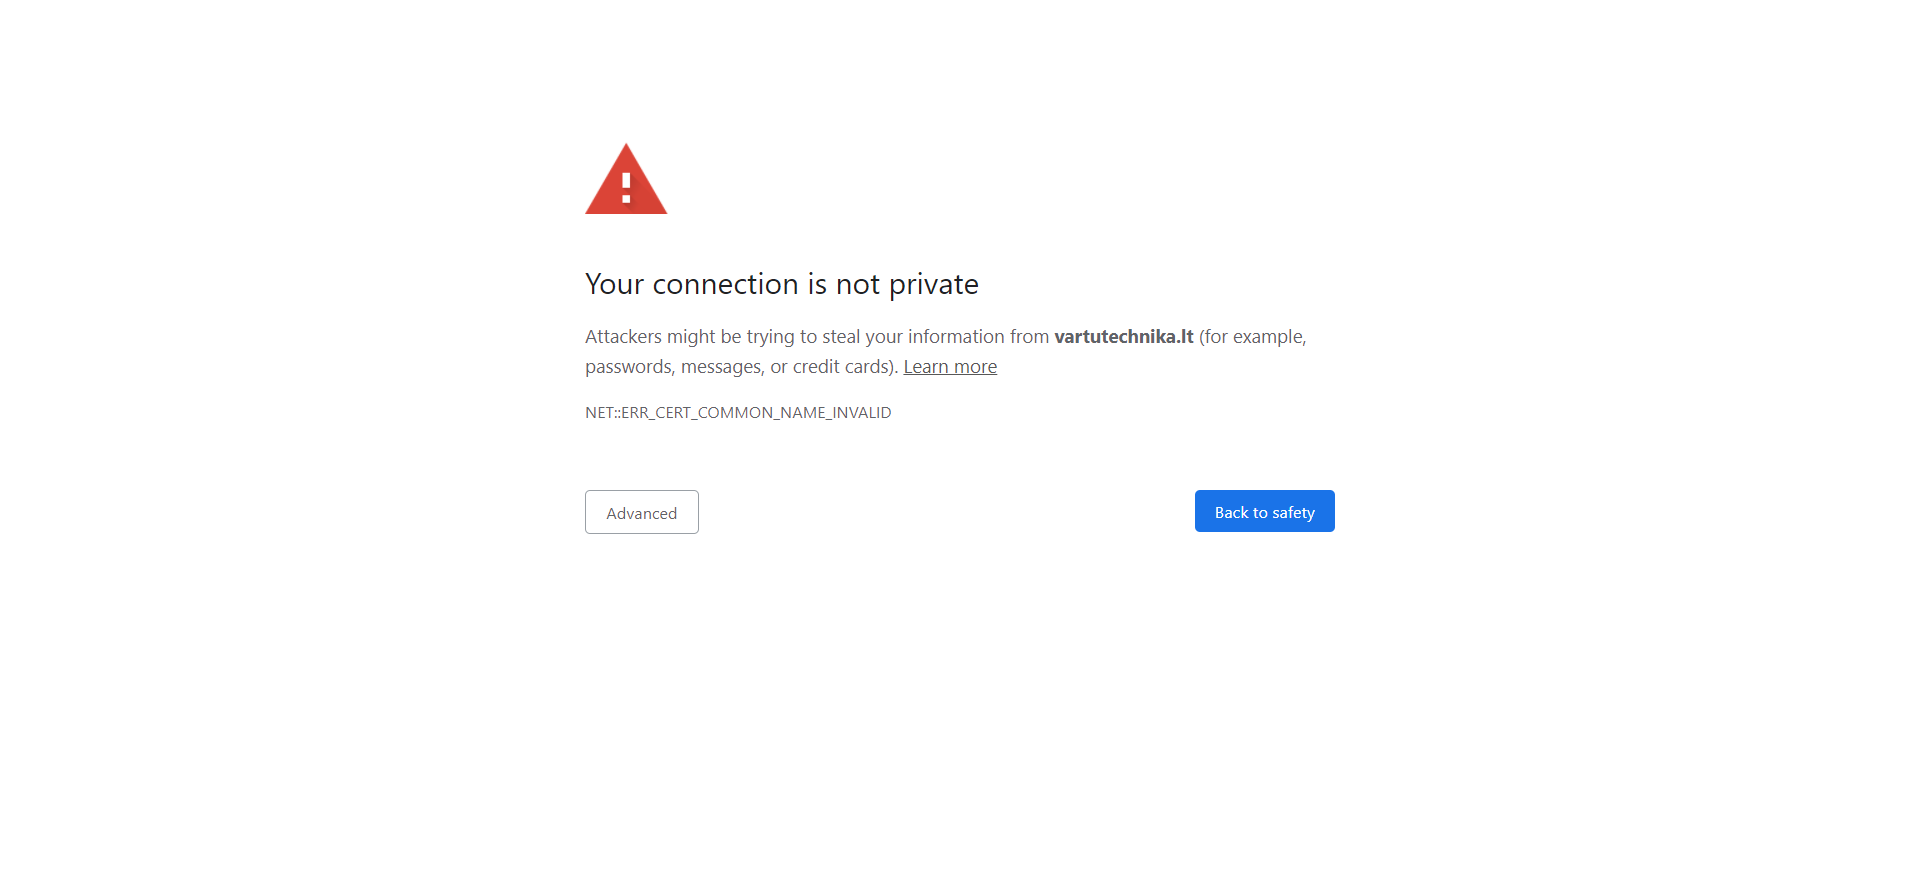 Your connection is not private
Attackers might be trying to steal your information from vartutechnika.lt (for example,
passwords, messages, or credit cards). Learn more
NET::ERR_CERT_COMMON_NAME_INVALID
Advanced
Back to safety